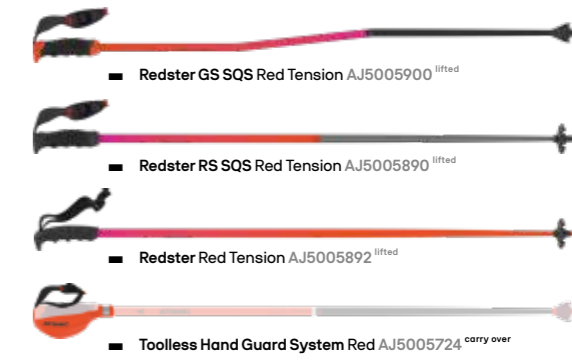 Redster GS SQS Red Tension AJ5005900 lifted
Redster RS SQS Red Tension AJ5005890 lifted
Redster Red Tension AJ5005892 lifted
Toolless Hand Guard System Red AJ5005724 carry over